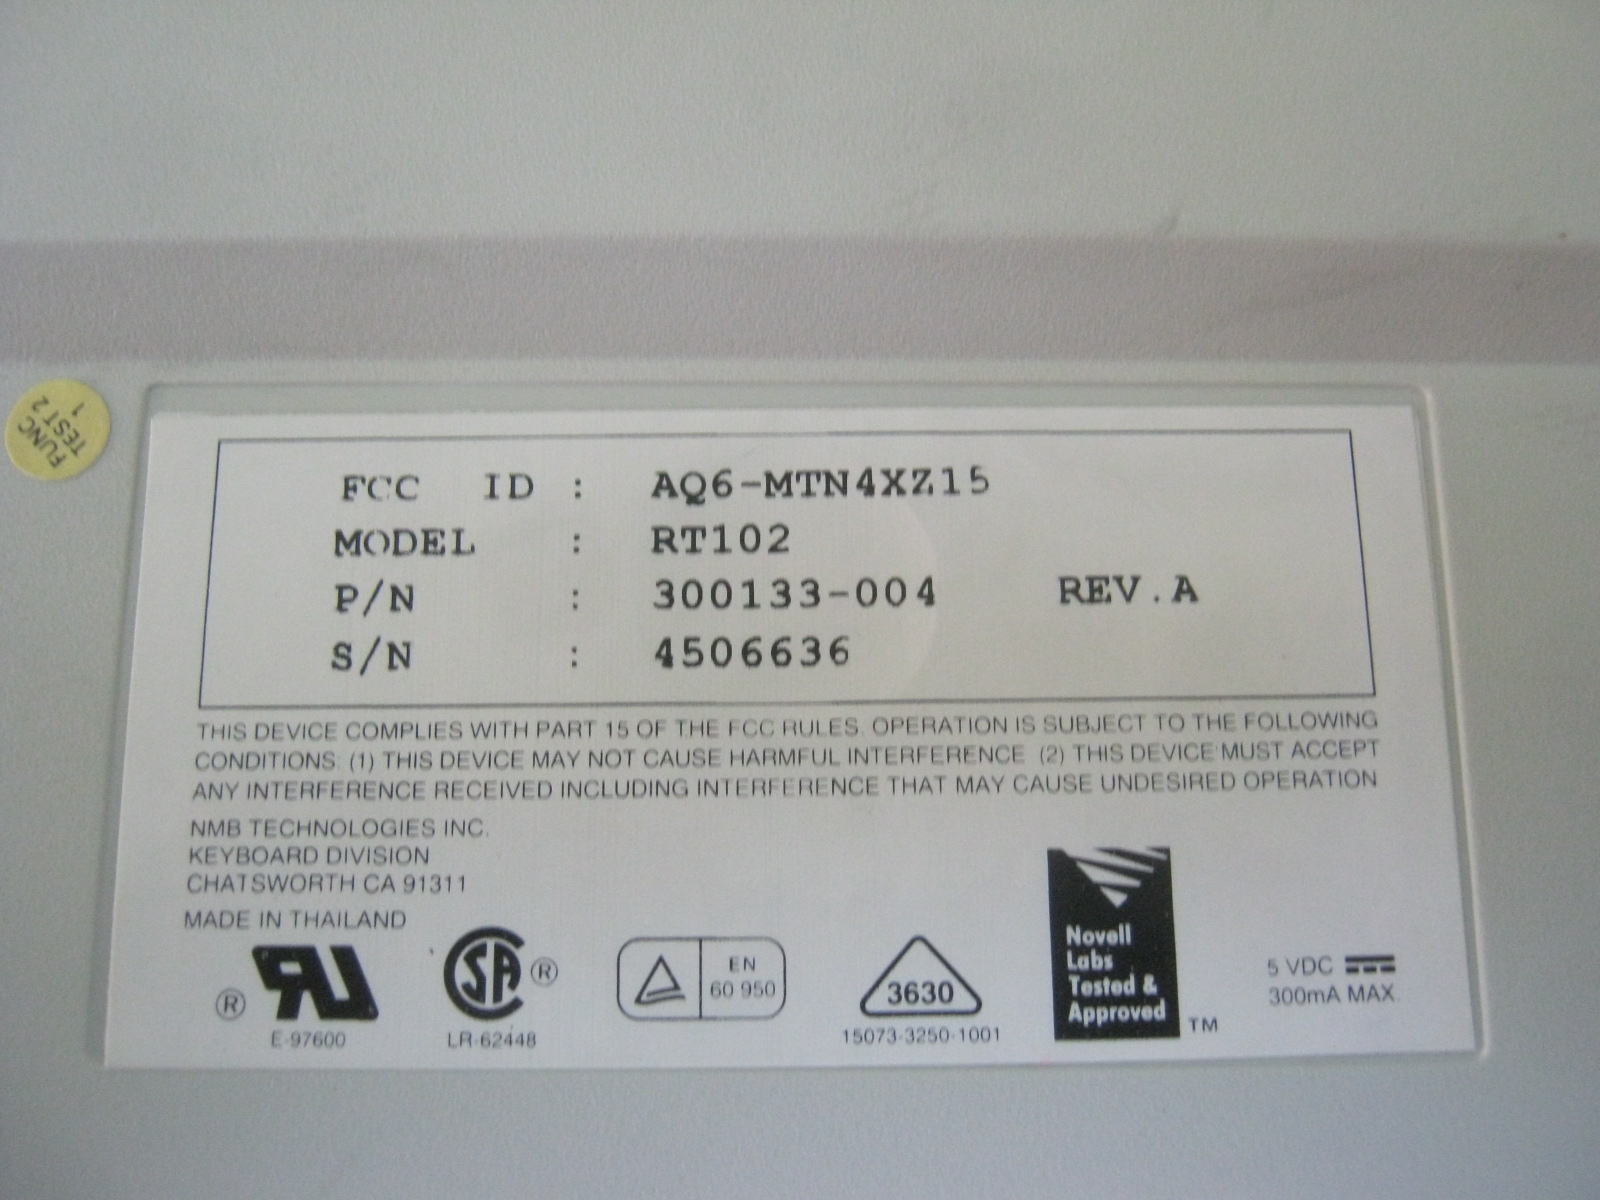 FUNC
TEST 2
1
FCC ID : AQ6-MTN4XZ15
MODEL : RT102
P/N : 300133-004 REV.A
S/N : 4506636
THIS DEVICE COMPLIES WITH PART 15 OF THE FCC RULES. OPERATION IS SUBJECT TO THE FOLLOWING
CONDITIONS: (1) THIS DEVICE MAY NOT CAUSE HARMFUL INTERFERENCE (2) THIS DEVICE MUST ACCEPT
ANY INTERFERENCE RECEIVED INCLUDING INTERFERENCE THAT MAY CAUSE UNDESIRED OPERATION
NMB TECHNOLOGIES INC.
KEYBOARD DIVISION
CHATSWORTH CA 91311
MADE IN THAILAND
® RU
E-97600
SA ®
LR-62448
EN
60 950
3630
15073-3250-1001
Novell
Labs
Tested &
Approved ™
5 VDC
300mA MAX.